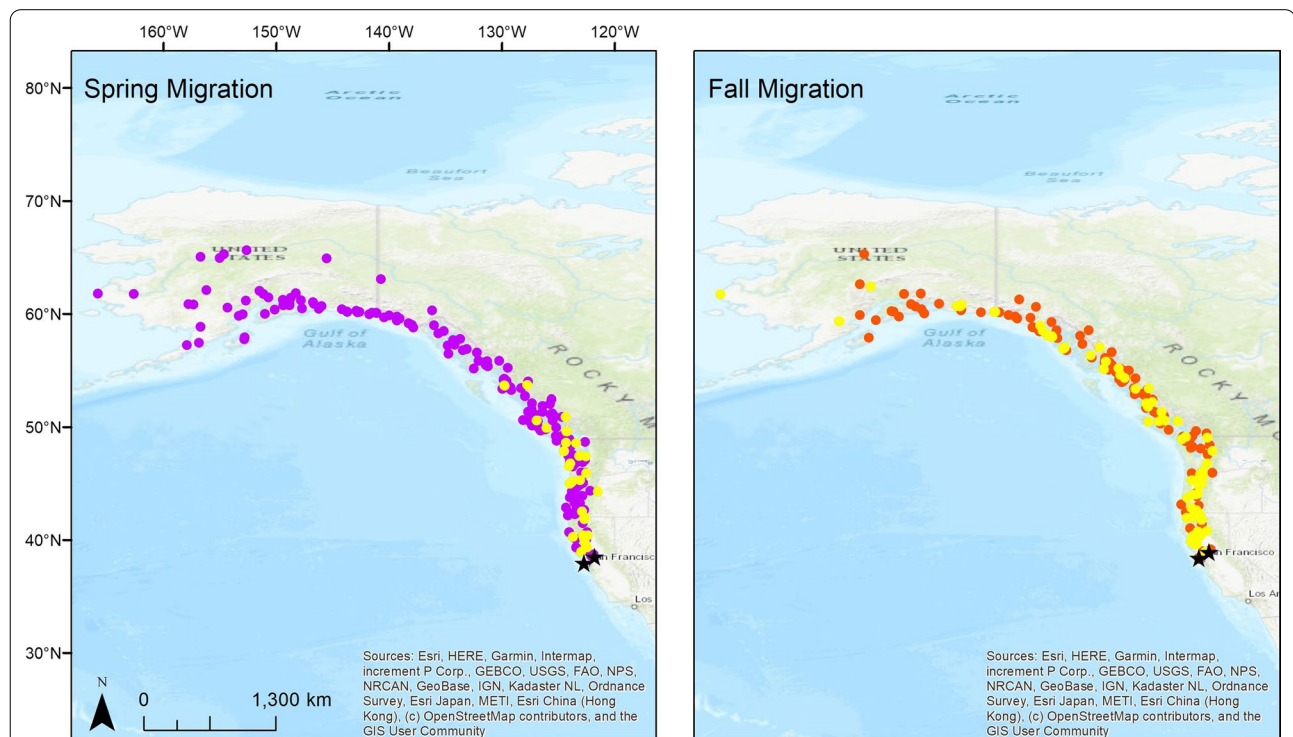 160°W 150°W 140°W 130°W 120°W
80°N
70°N
60°N
50°N
40°N
30°N
Spring Migration
Arctic
Ocean
Beaufort
Sea
UNITED
STATES
Gulf of
Alaska
ROCKY M
n Francisc
Los
N
0 1,300 km
Sources: Esri, HERE, Garmin, Intermap,
increment P Corp., GEBCO, USGS, FAO, NPS,
NRCAN, GeoBase, IGN, Kadaster NL, Ordnance
Survey, Esri Japan, METI, Esri China (Hong
Kong), (c) OpenStreetMap contributors, and the
GIS User Community
Fall Migration
Arctic
Ocean
Beaufort
Sea
UNITED
STATES
Gulf of
Alaska
ROCKY MO
n Francisco
Los An
Sources: Esri, HERE, Garmin, Intermap,
increment P Corp., GEBCO, USGS, FAO, NPS,
NRCAN, GeoBase, IGN, Kadaster NL, Ordnance
Survey, Esri Japan, METI, Esri China (Hong
Kong), (c) OpenStreetMap contributors, and the
GIS User Community